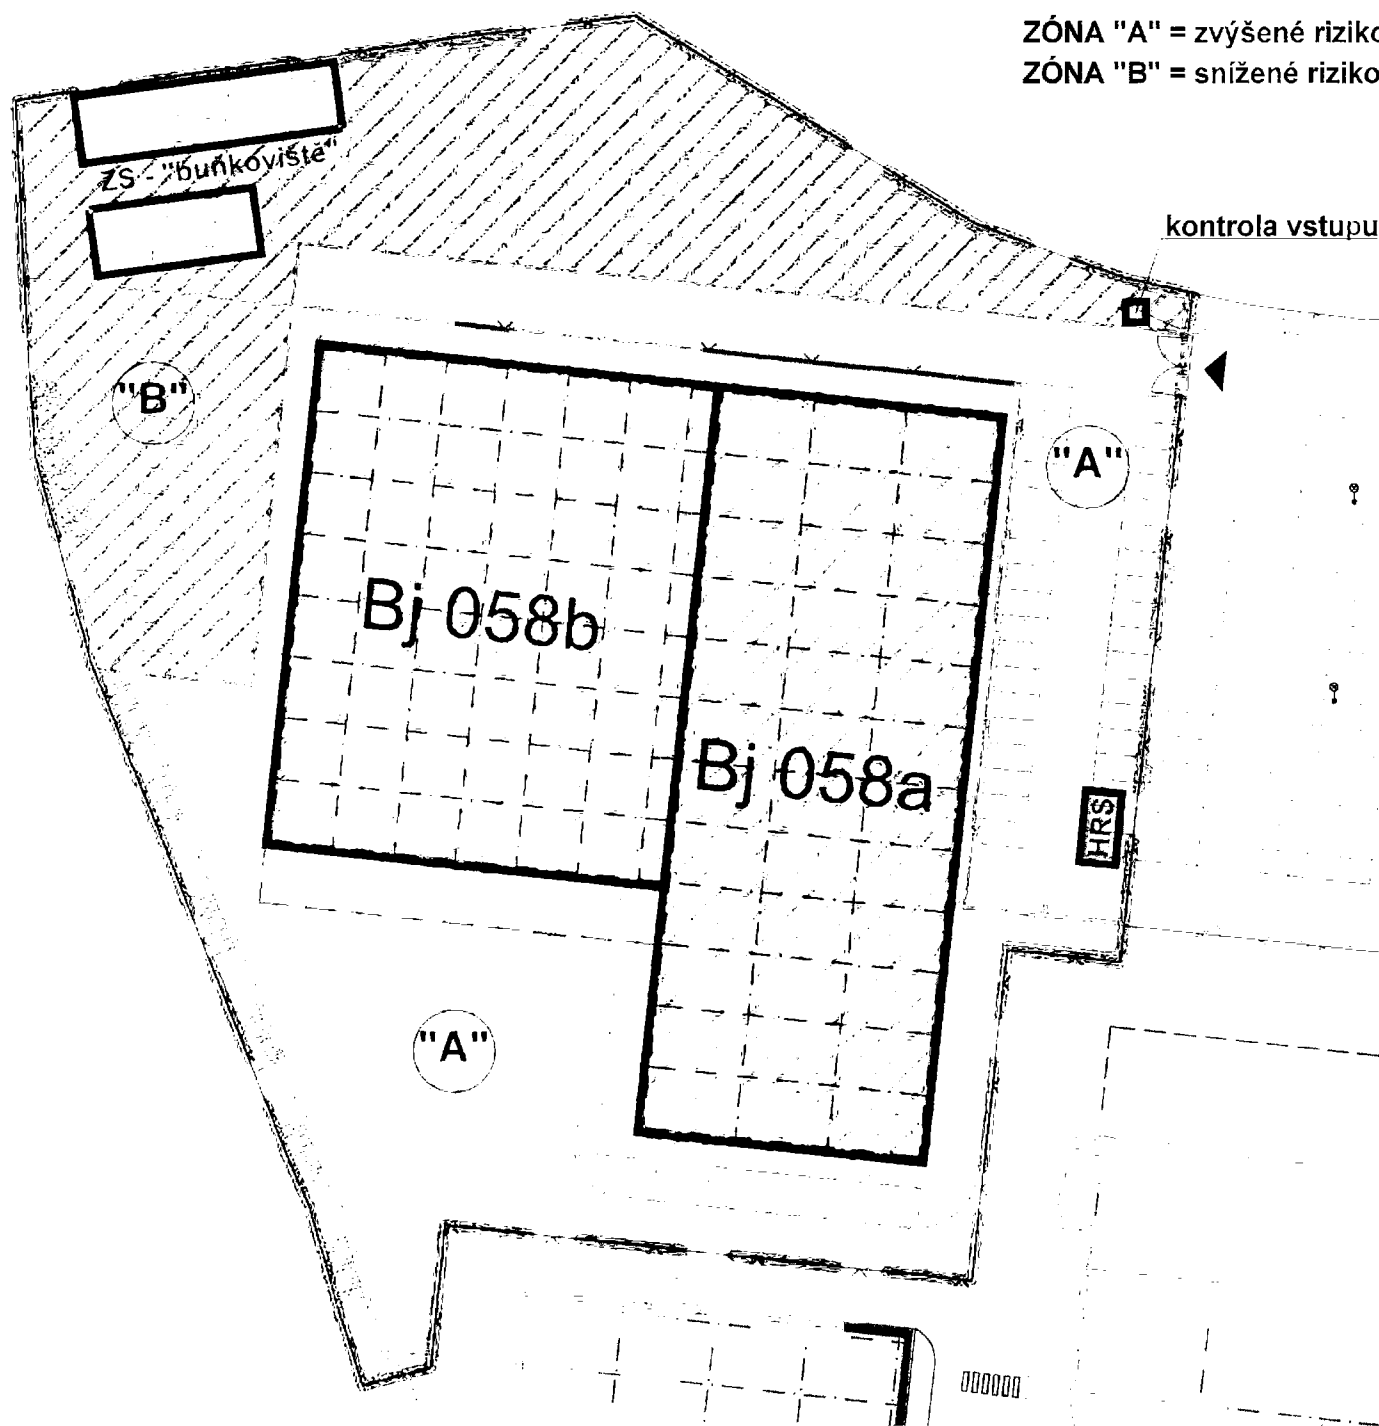 ZÓNA "A" = zvýšené riziko
ZÓNA "B" = snížené riziko
ZS - "buňkoviště"
kontrola vstupu
"B"
"A"
Bj 058b
Bj 058a
HRS
"A"